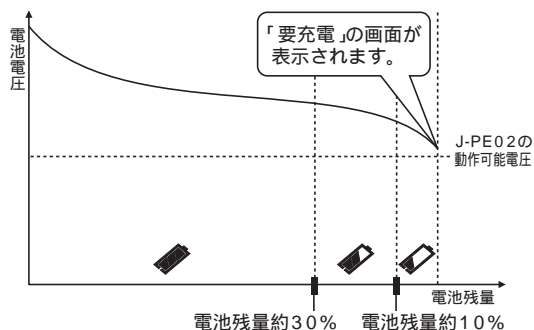 電池電圧
「要充電」の画面が
表示されます。
J-PE02の
動作可能電圧
電池残量
電池残量約30%
電池残量約10%